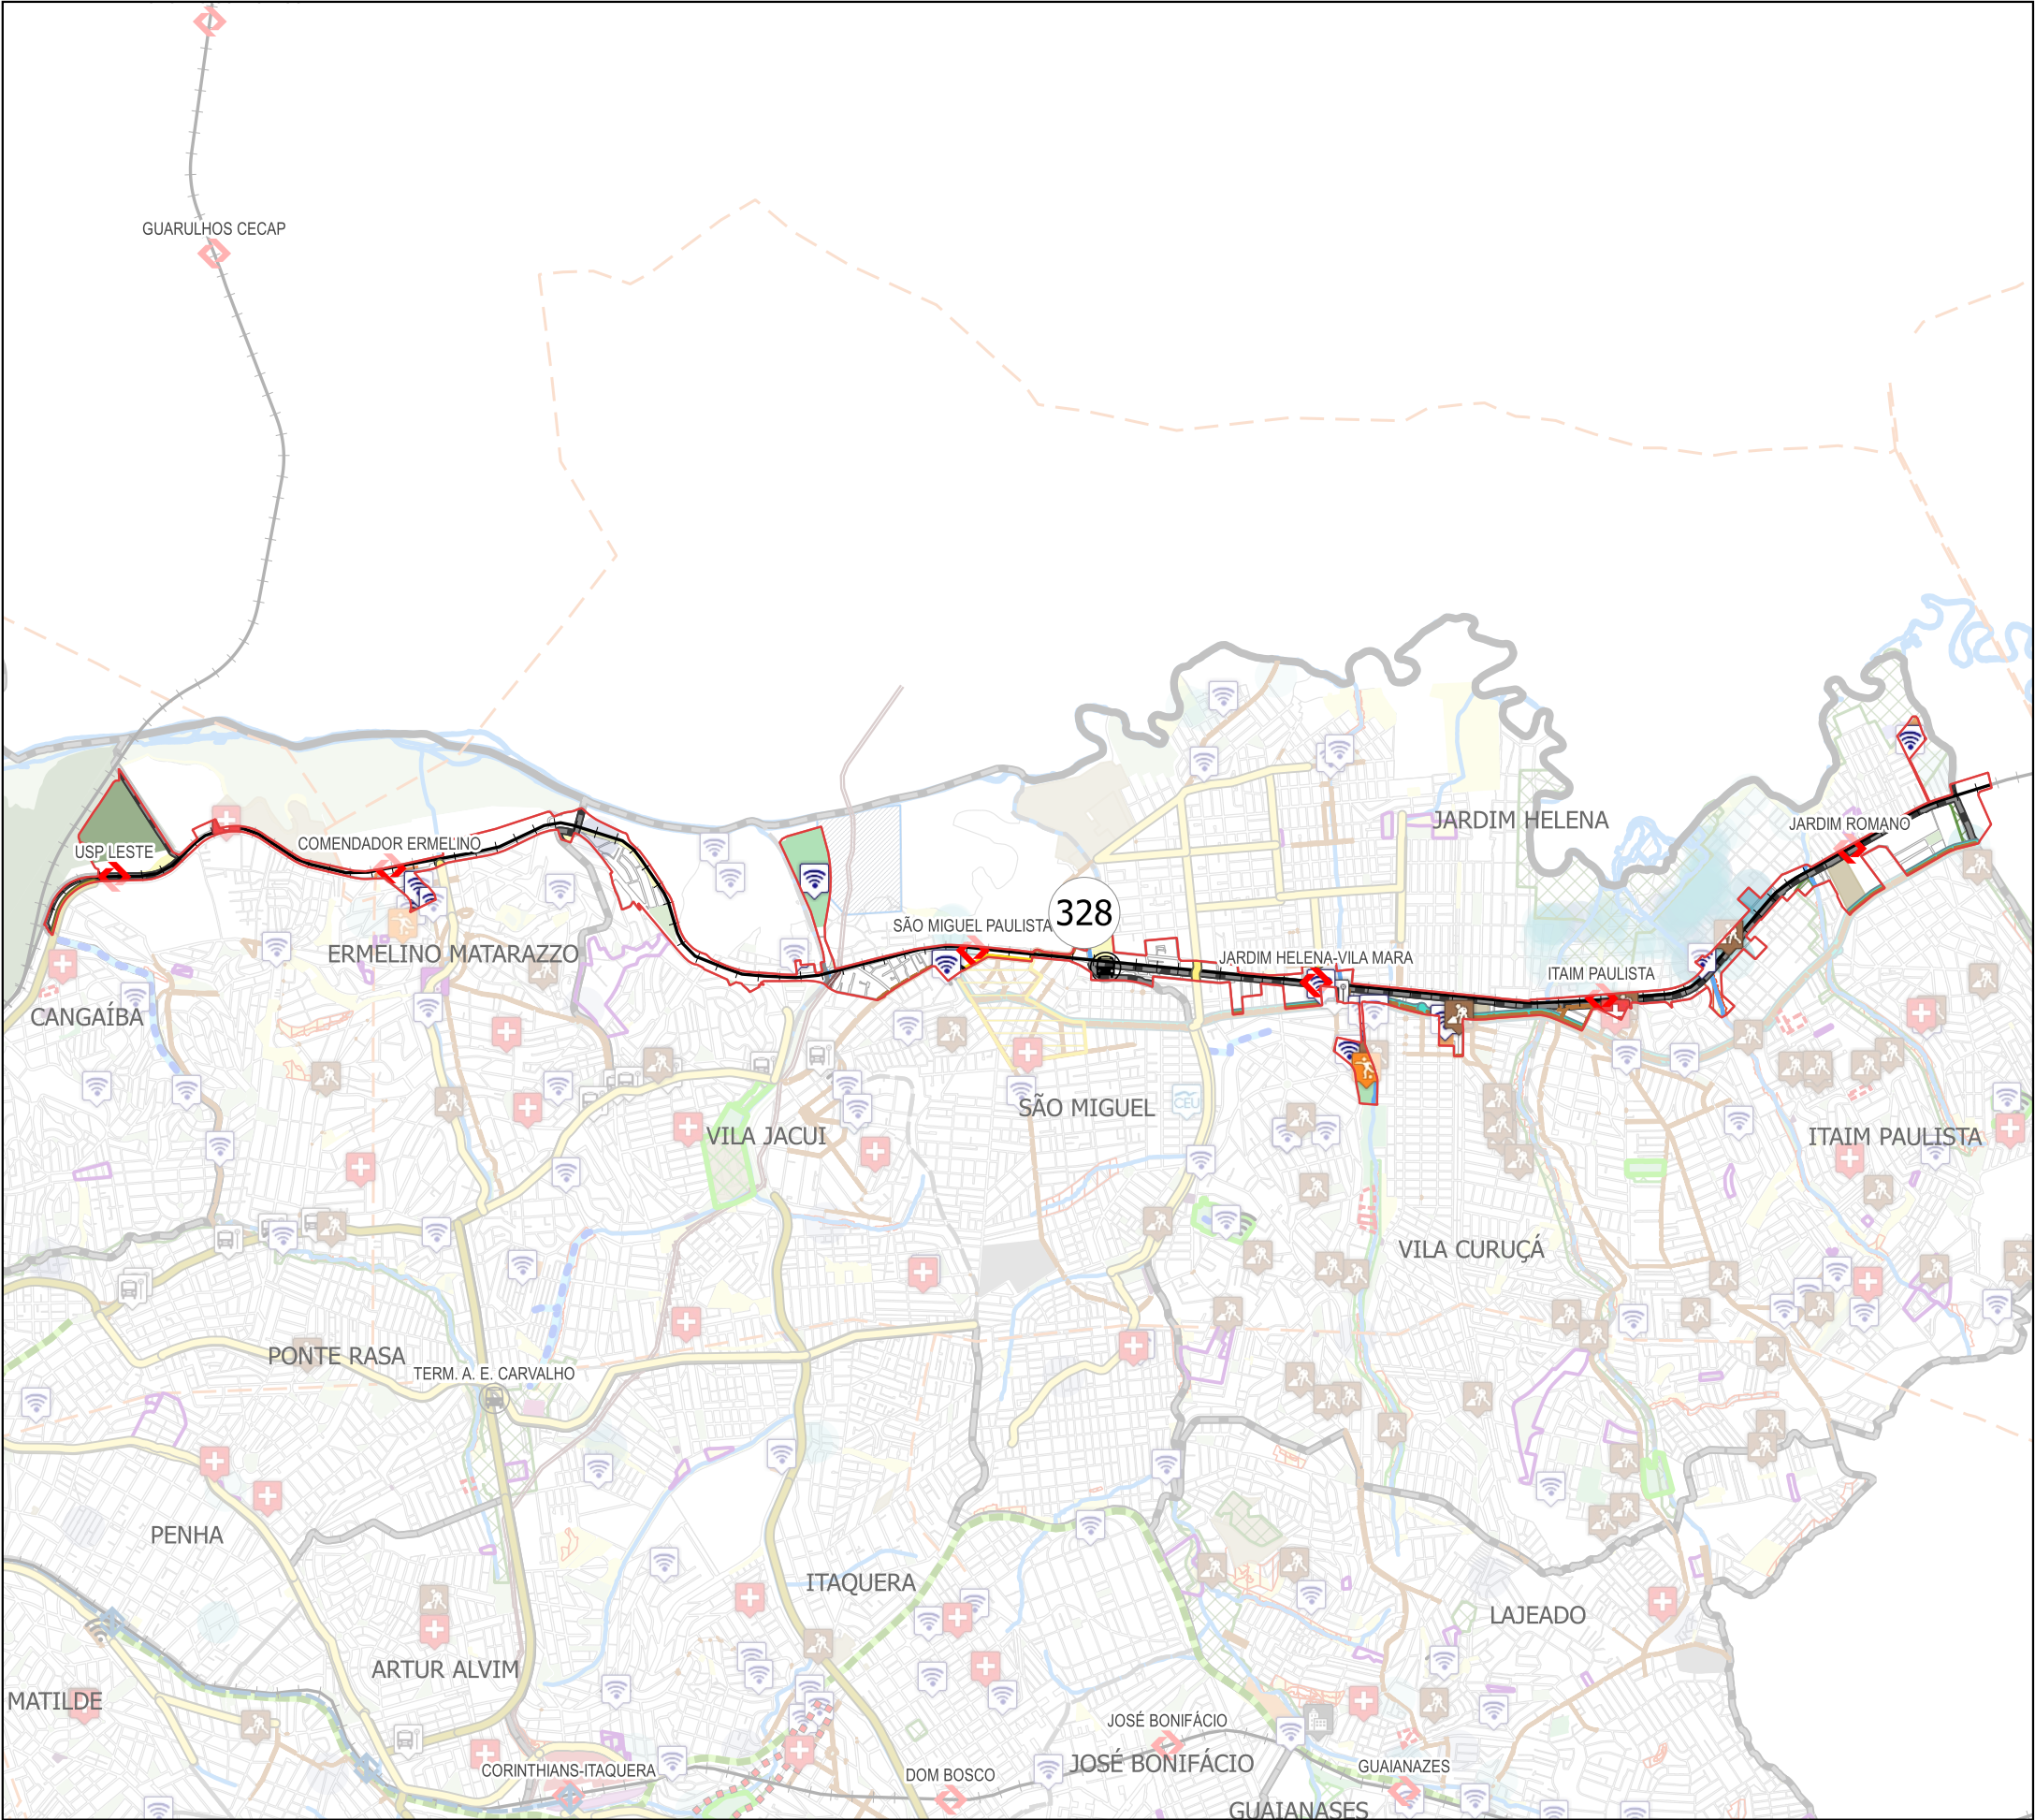 GUARULHOS CECAP
JARDIM HELENA
JARDIM ROMANO
COMENDADOR ERMELINO
USP LESTE
328
SÃO MIGUEL PAULISTA
ERMELINO MATARAZZO
JARDIM HELENA-VILA MARA
ITAIM PAULISTA
CANGAÍBA
CEU
SÃO MIGUEL
VILA JACUI
ITAIM PAULISTA
VILA CURUÇÁ
PONTE RASA
TERM. A. E. CARVALHO
PENHA
ITAQUERA
LAJEADO
ARTUR ALVIM
MATILDE
JOSÉ BONIFÁCIO
JOSÉ BONIFÁCIO
GUAIANAZES
CORINTHIANS-ITAQUERA
DOM BOSCO
GUAIANASES